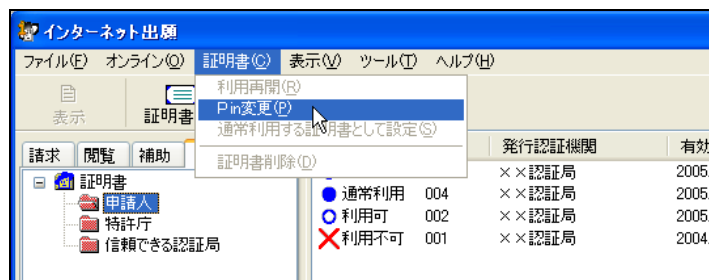 インターネット出願
ファイル(F) オンライン(O) 証明書(C) 表示(V) ツール(T) ヘルプ(H)
利用再開(R)
Pin変更(P)
通常利用する証明書として設定(S)
証明書削除(D)
表示 証明書
請求 閲覧 補助
発行認証機関 有効
証明書
申請人
特許庁
信頼できる認証局
××認証局 2005.
通常利用 004 ××認証局 2005.
利用可 002 ××認証局 2005.
利用不可 001 ××認証局 2004.